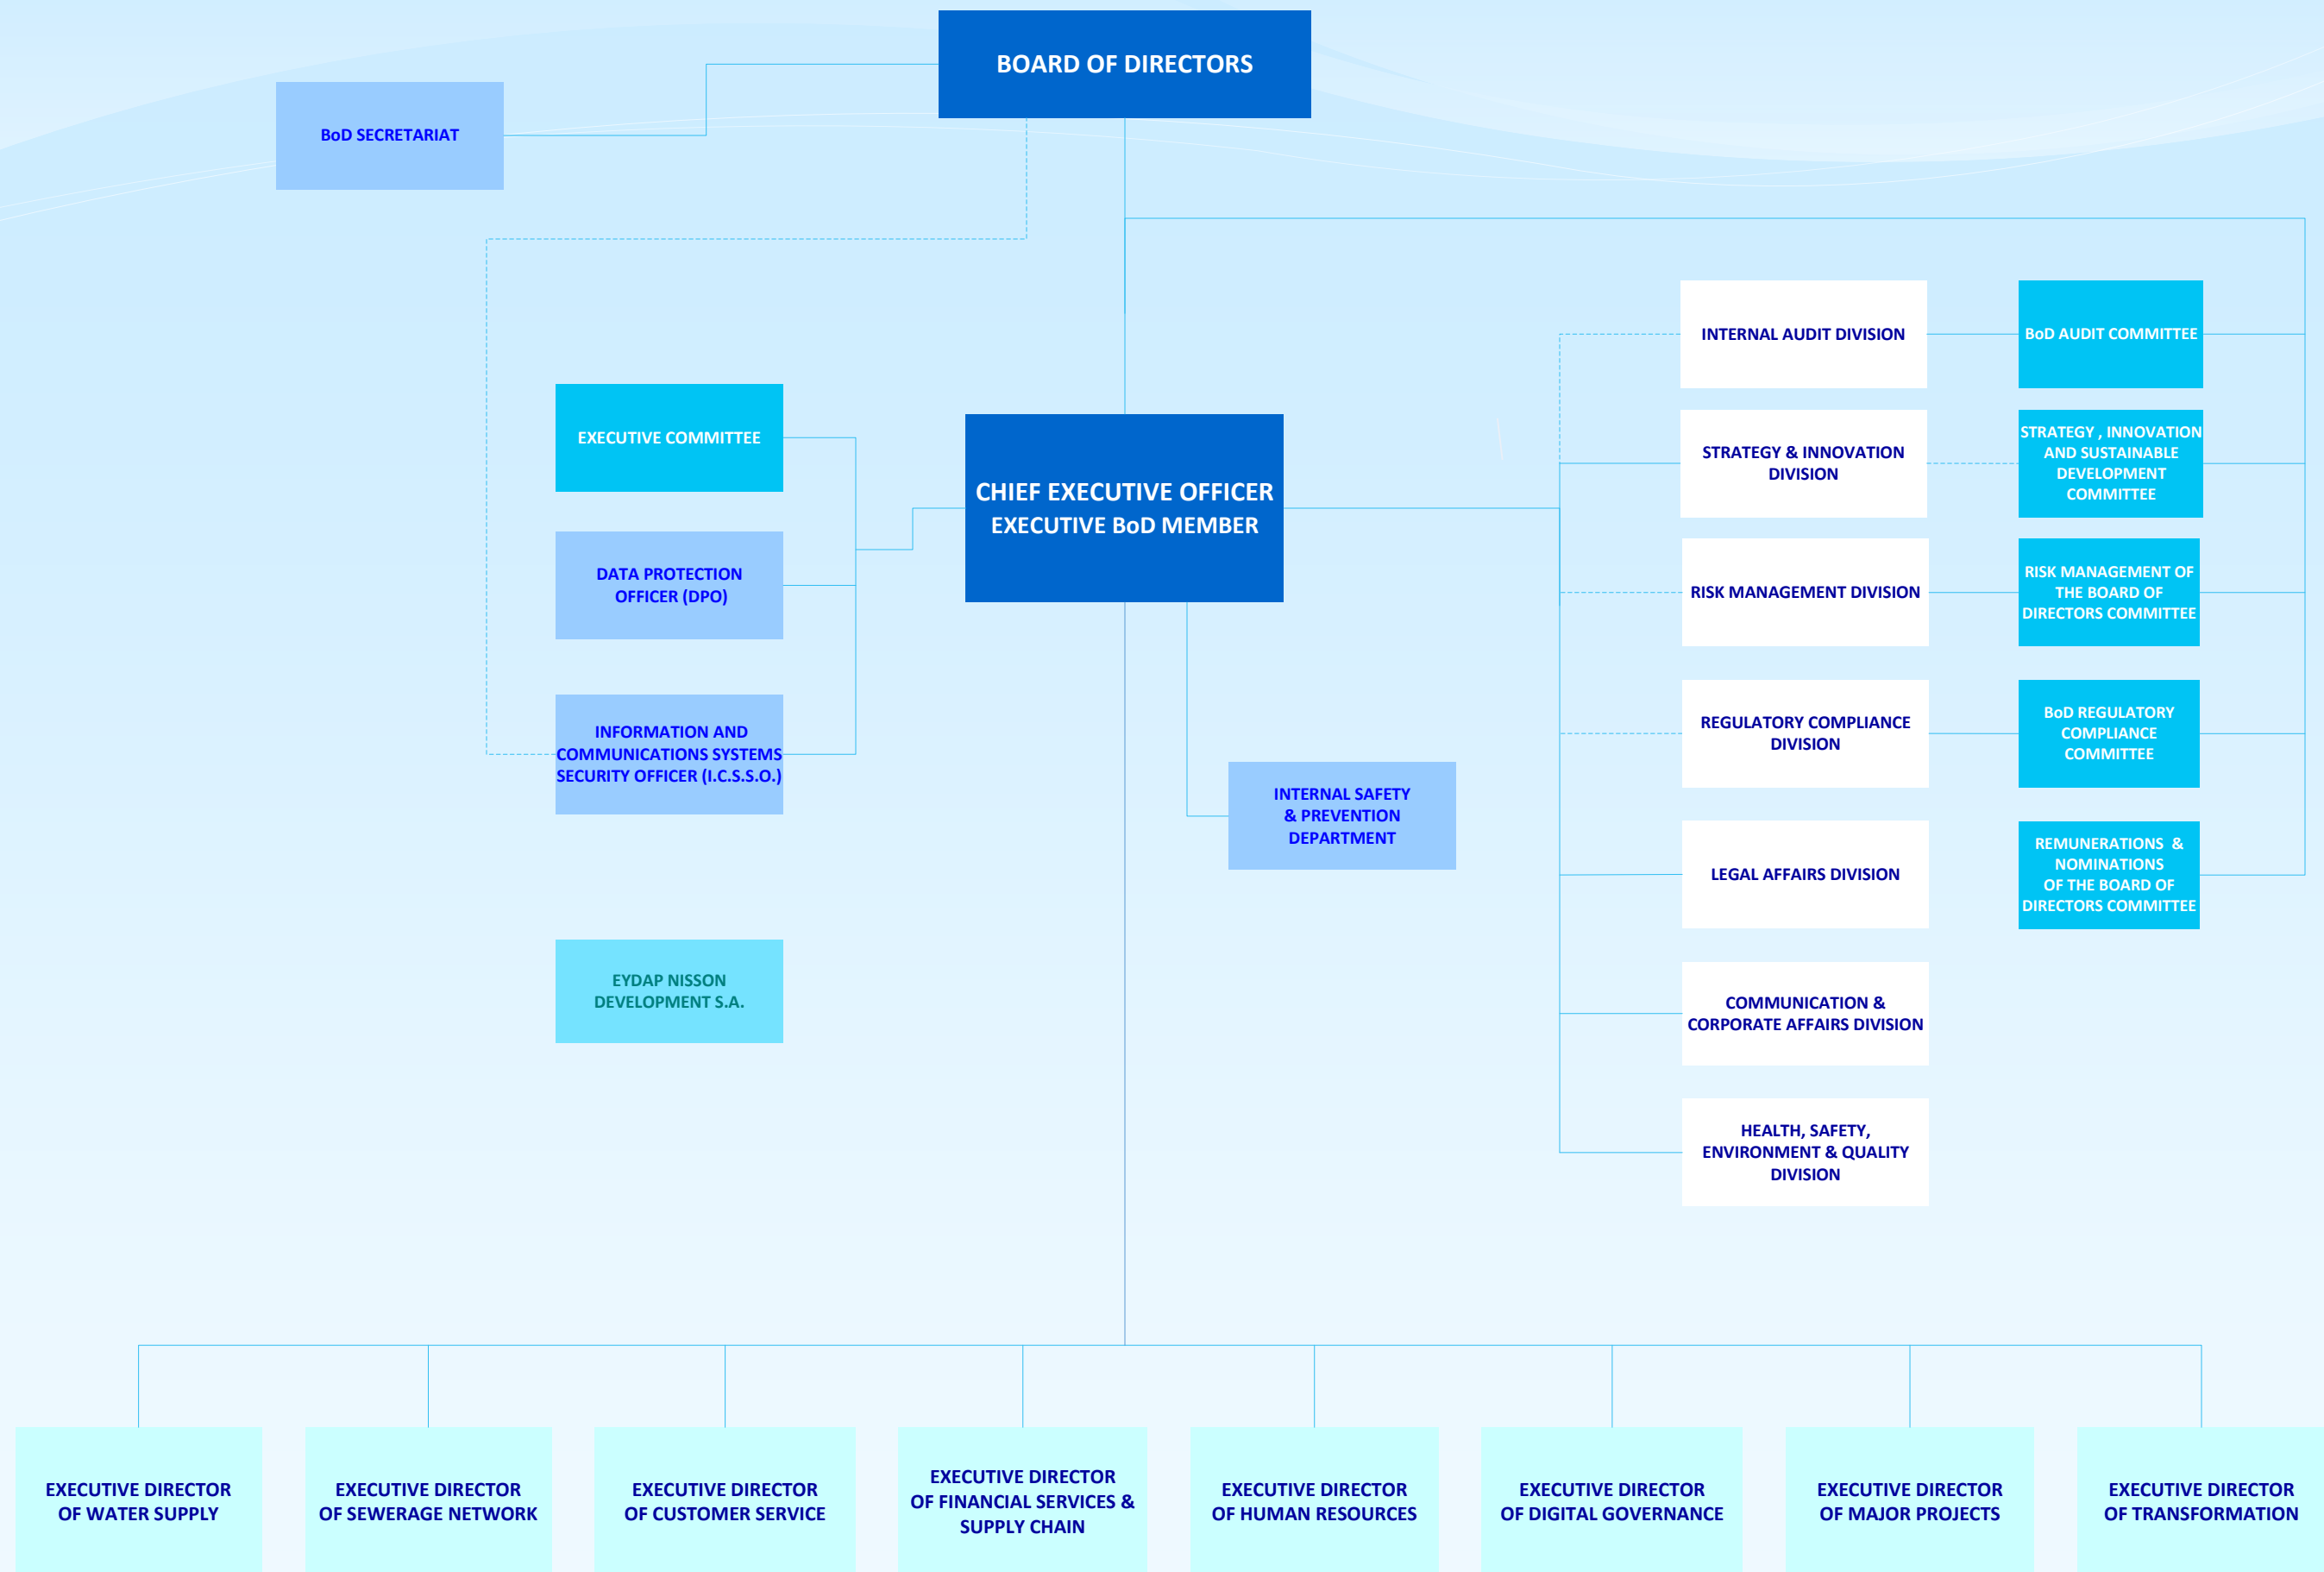 BOARD OF DIRECTORS
BoD SECRETARIAT
INTERNAL AUDIT DIVISION
BoD AUDIT COMMITTEE
EXECUTIVE COMMITTEE
CHIEF EXECUTIVE OFFICER
EXECUTIVE BoD MEMBER
STRATEGY & INNOVATION
DIVISION
STRATEGY , INNOVATION
AND SUSTAINABLE
DEVELOPMENT
COMMITTEE
DATA PROTECTION
OFFICER (DPO)
RISK MANAGEMENT DIVISION
RISK MANAGEMENT OF
THE BOARD OF
DIRECTORS COMMITTEE
INFORMATION AND
COMMUNICATIONS SYSTEMS
SECURITY OFFICER (I.C.S.S.O.)
REGULATORY COMPLIANCE
DIVISION
BoD REGULATORY
COMPLIANCE
COMMITTEE
INTERNAL SAFETY
& PREVENTION
DEPARTMENT
LEGAL AFFAIRS DIVISION
REMUNERATIONS &
NOMINATIONS
OF THE BOARD OF
DIRECTORS COMMITTEE
EYDAP NISSON
DEVELOPMENT S.A.
COMMUNICATION &
CORPORATE AFFAIRS DIVISION
HEALTH, SAFETY,
ENVIRONMENT & QUALITY
DIVISION
EXECUTIVE DIRECTOR
OF WATER SUPPLY
EXECUTIVE DIRECTOR
OF SEWERAGE NETWORK
EXECUTIVE DIRECTOR
OF CUSTOMER SERVICE
EXECUTIVE DIRECTOR
OF FINANCIAL SERVICES &
SUPPLY CHAIN
EXECUTIVE DIRECTOR
OF HUMAN RESOURCES
EXECUTIVE DIRECTOR
OF DIGITAL GOVERNANCE
EXECUTIVE DIRECTOR
OF MAJOR PROJECTS
EXECUTIVE DIRECTOR
OF TRANSFORMATION